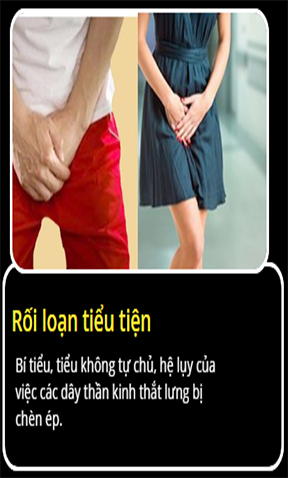 Rối loạn tiểu tiện
Bí tiểu, tiểu không tự chủ, hệ lụy của
việc các dây thần kinh thắt lưng bị
chèn ép.